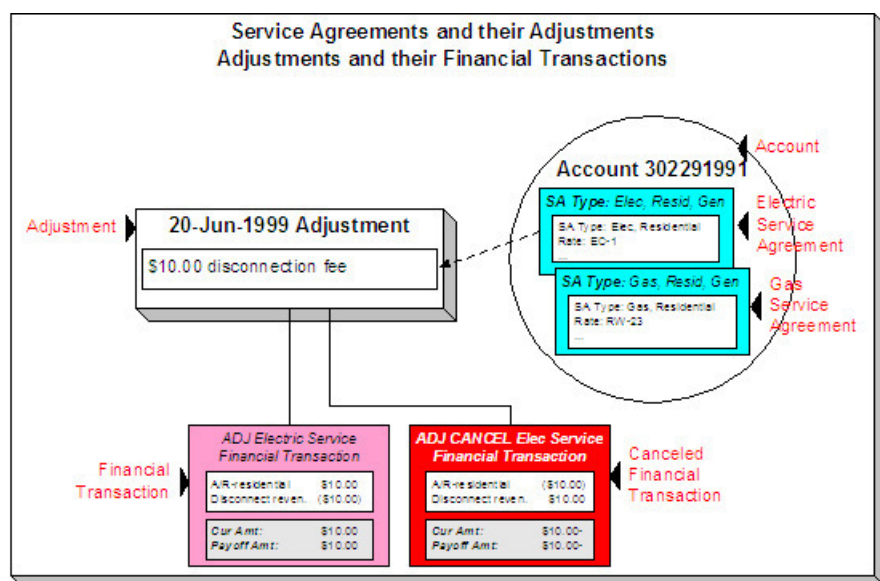 Service Agreements and their Adjustments
Adjustments and their Financial Transactions
Account
Account 302291991
SA Type: Elec, Resid, Gen
SA Type: Elec, Residential
Rate: EC-1
...
Electric
Service
Agreement
Adjustment
20-Jun-1999 Adjustment
$10.00 disconnection fee
SA Type: Gas, Resid, Gen
SA Type: Gas, Residential
Rate: RW-23
...
Gas
Service
Agreement
ADJ Electric Service
Financial Transaction
A/R-residential $10.00
Disconnect reven. ($10.00)
Cur Amt: $10.00
Payoff Amt: $10.00
Financial
Transaction
ADJ CANCEL Elec Service
Financial Transaction
A/R-residential ($10.00)
Disconnect reven. $10.00
Cur Amt: $10.00-
Payoff Amt: $10.00-
Canceled
Financial
Transaction